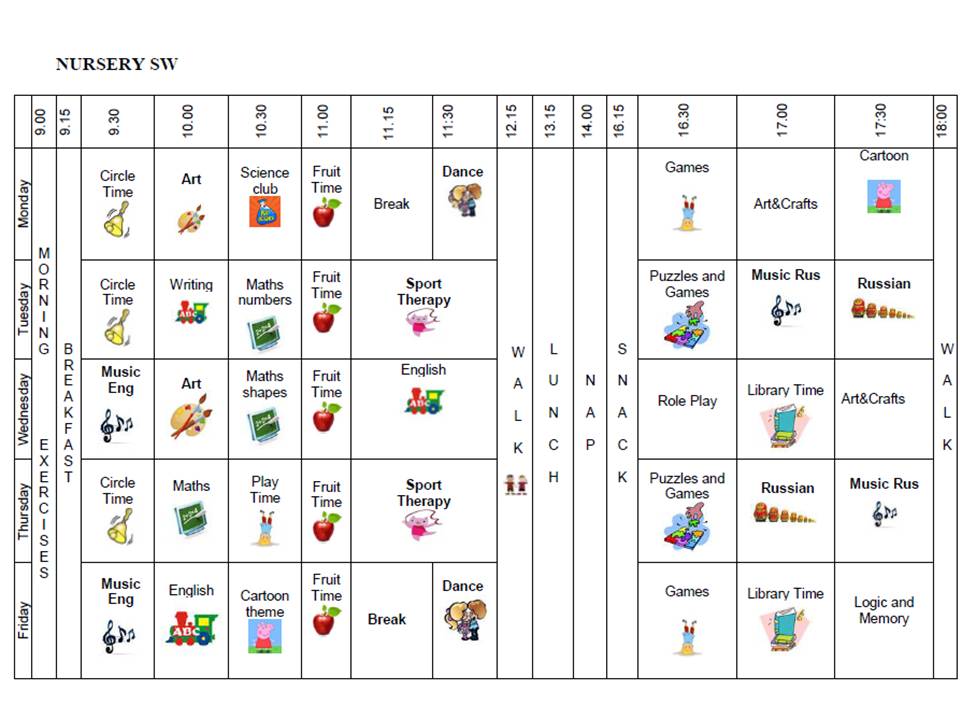 NURSERY SW
9.00 9.15 9.30 10.00 10.30 11.00 11.15 11:30 12.15 13.15 14.00 16.15 16.30 17.00 17:30 18:00
MORNING EXERCISES
BREAKFAST
WALK
LUNCH
NAP
SNACK
WALK
Monday
Circle
Time
Art
Science
club
Fruit
Time
Break
Dance
Games
Art&Crafts
Cartoon
Tuesday
Circle
Time
Writing
ABC
Maths
numbers
Fruit
Time
Sport
Therapy
Puzzles and
Games
Music Rus
Russian
Wednesday
Music
Eng
Art
Maths
shapes
Fruit
Time
English
ABC
Role Play
Library Time
Art&Crafts
Thursday
Circle
Time
Maths
Play
Time
Fruit
Time
Sport
Therapy
Puzzles and
Games
Russian
Music Rus
Friday
Music
Eng
English
ABC
Cartoon
theme
Fruit
Time
Break
Dance
Games
Library Time
Logic and
Memory